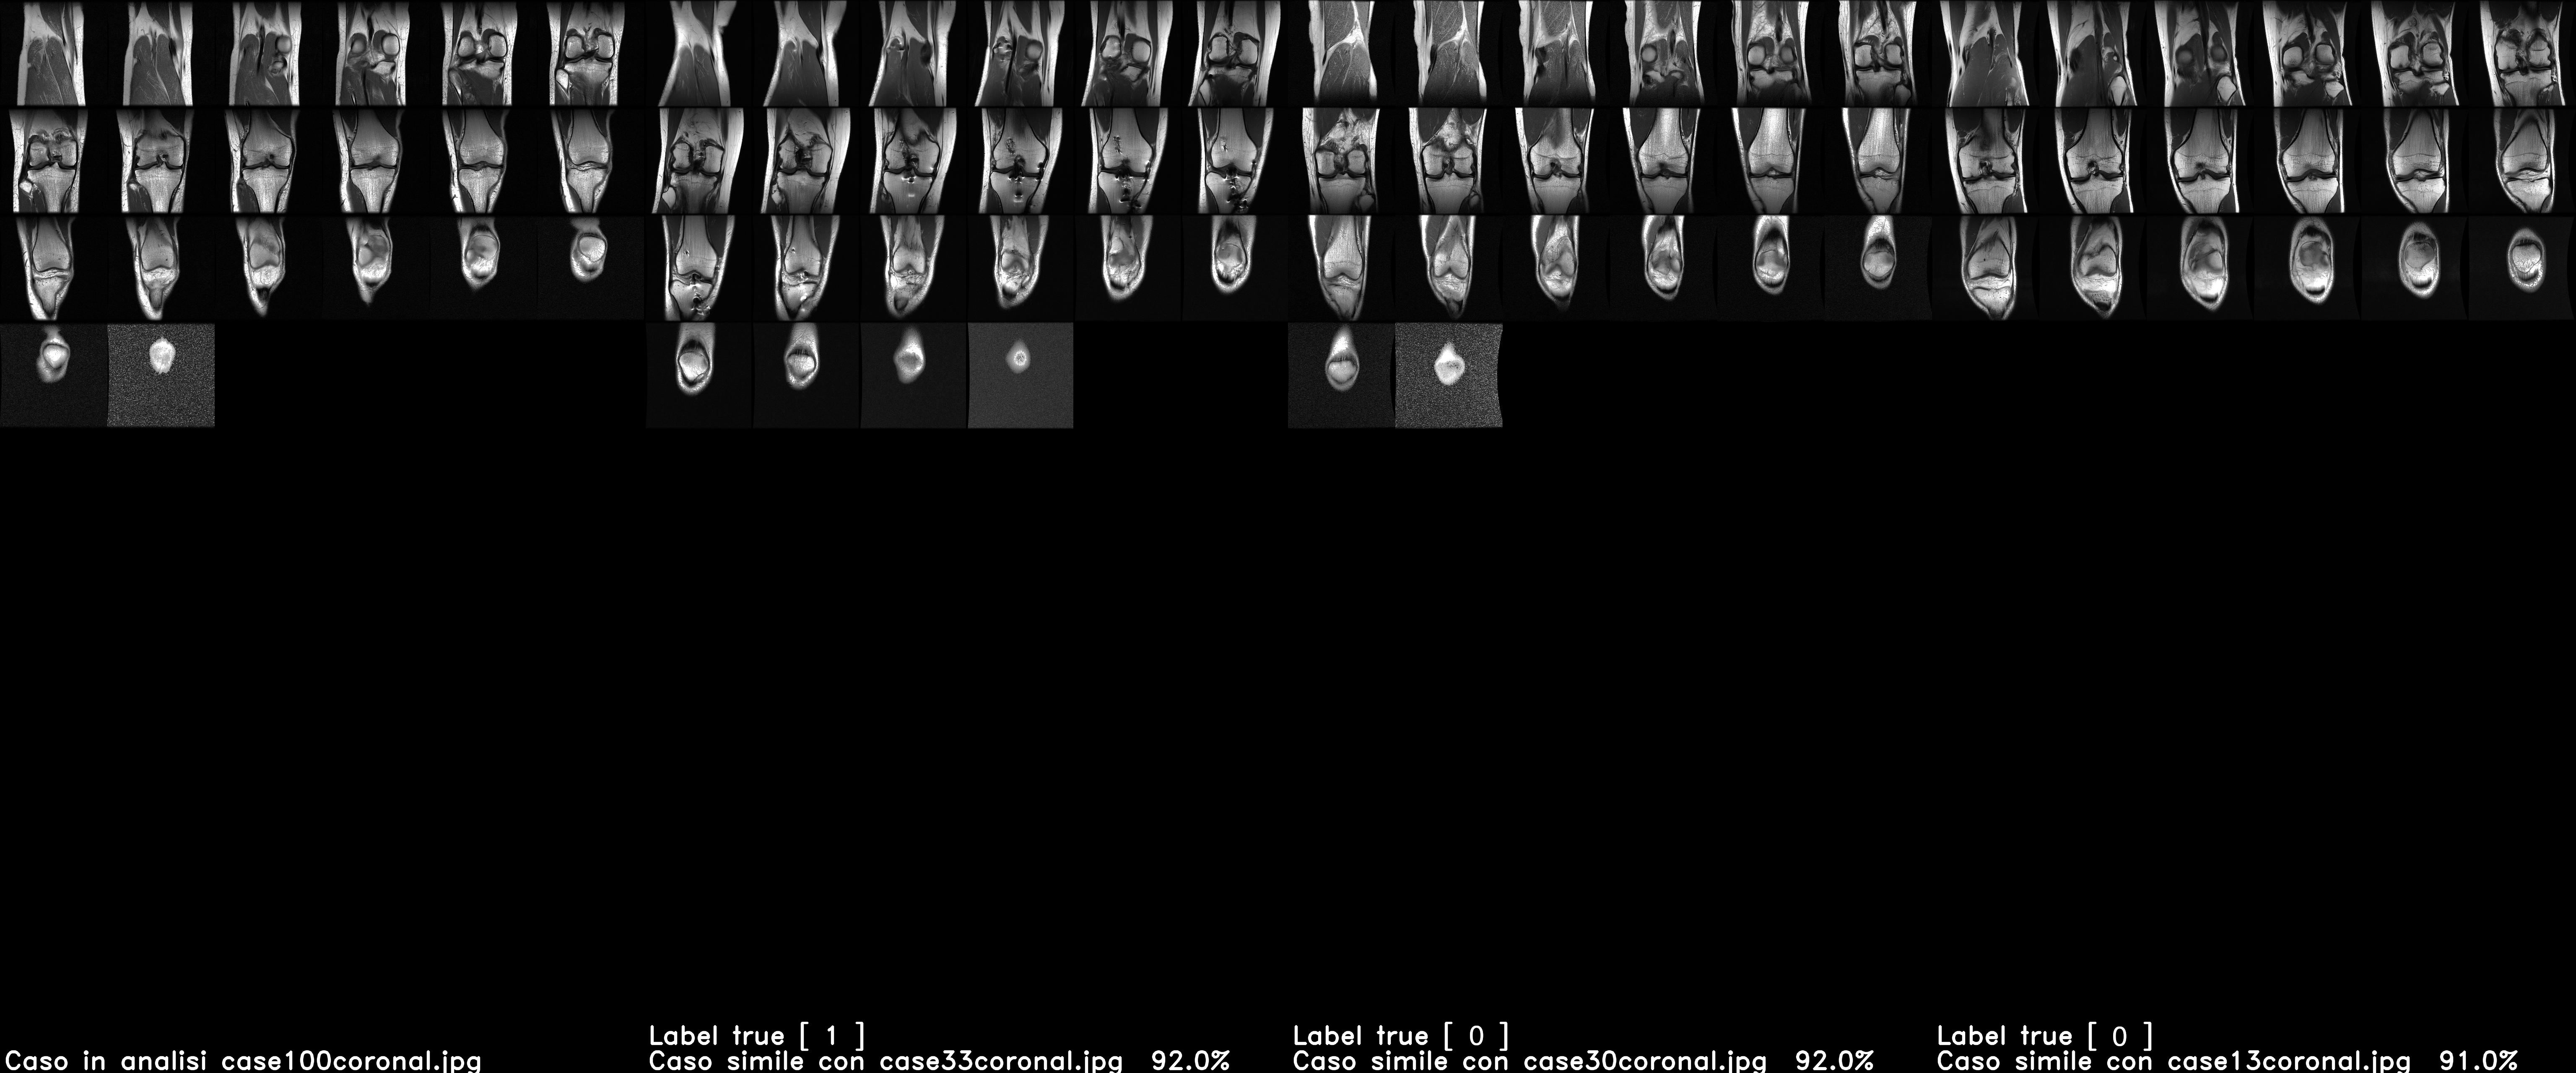 Caso in analisi case100coronal.jpg
Label true [ 1 ]
Caso simile con case33coronal.jpg 92.0%
Label true [ 0 ]
Caso simile con case30coronal.jpg 92.0%
Label true [ 0 ]
Caso simile con case13coronal.jpg 91.0%